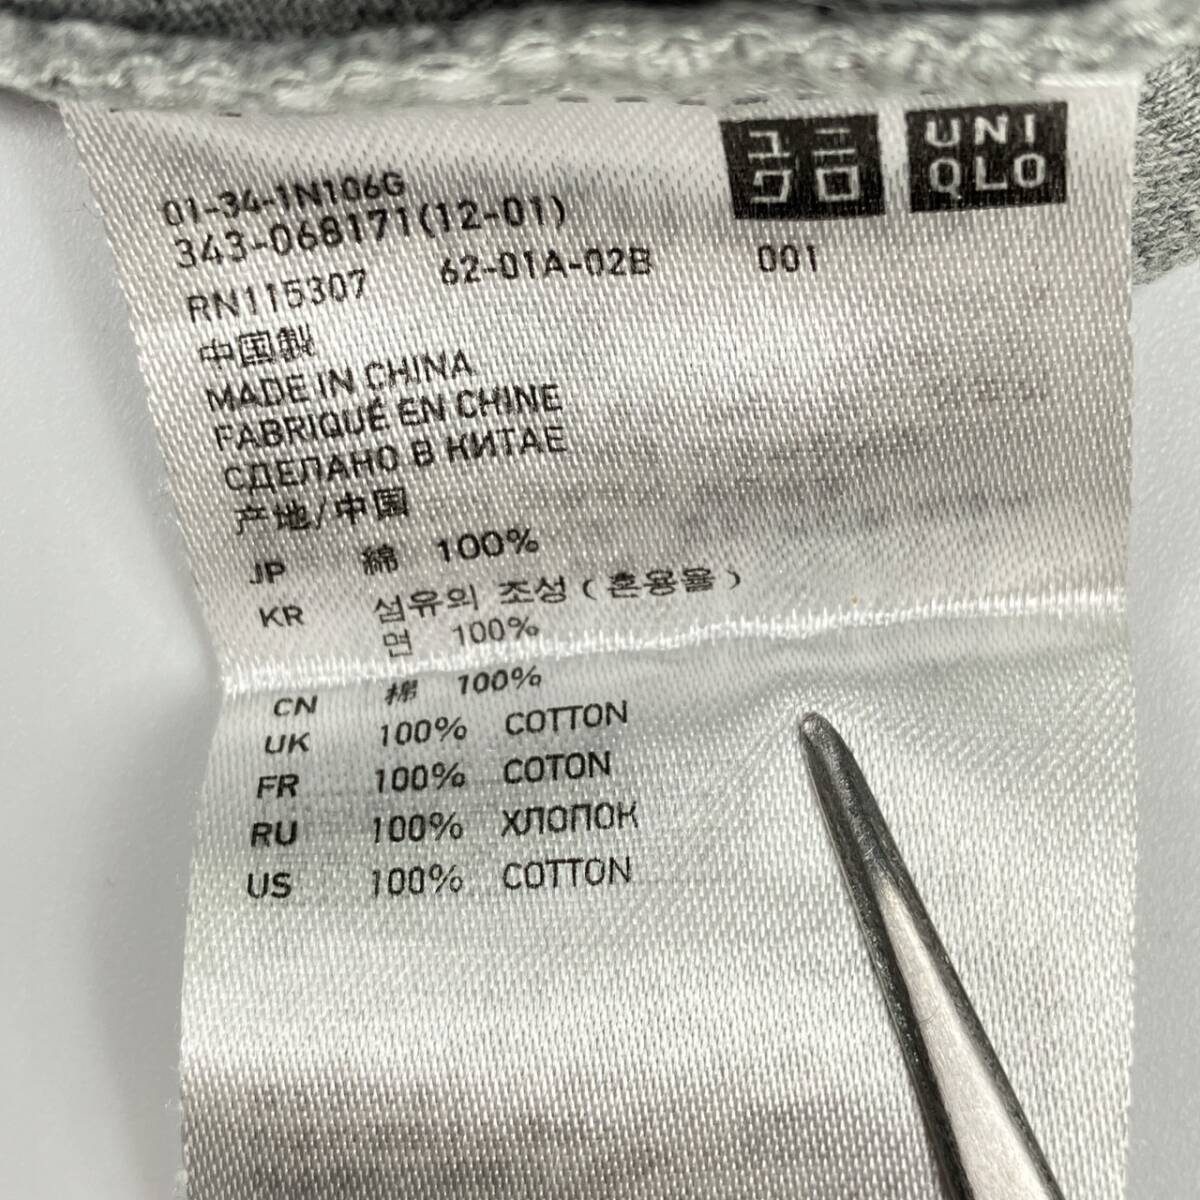 ユニ
クロ
UNI
QLO
01-34-1N106G
343-068171(12-01)
RN115307 62-01A-02B 001
中国製
MADE IN CHINA
FABRIQUÉ EN CHINE
СДЕЛАНО В КИТАЕ
产地/中国
JP 綿 100%
KR 섬유의 조성 ( 혼용율 )
면 100%
CN 棉 100%
UK 100% COTTON
FR 100% COTON
RU 100% ХЛОПОК
US 100% COTTON